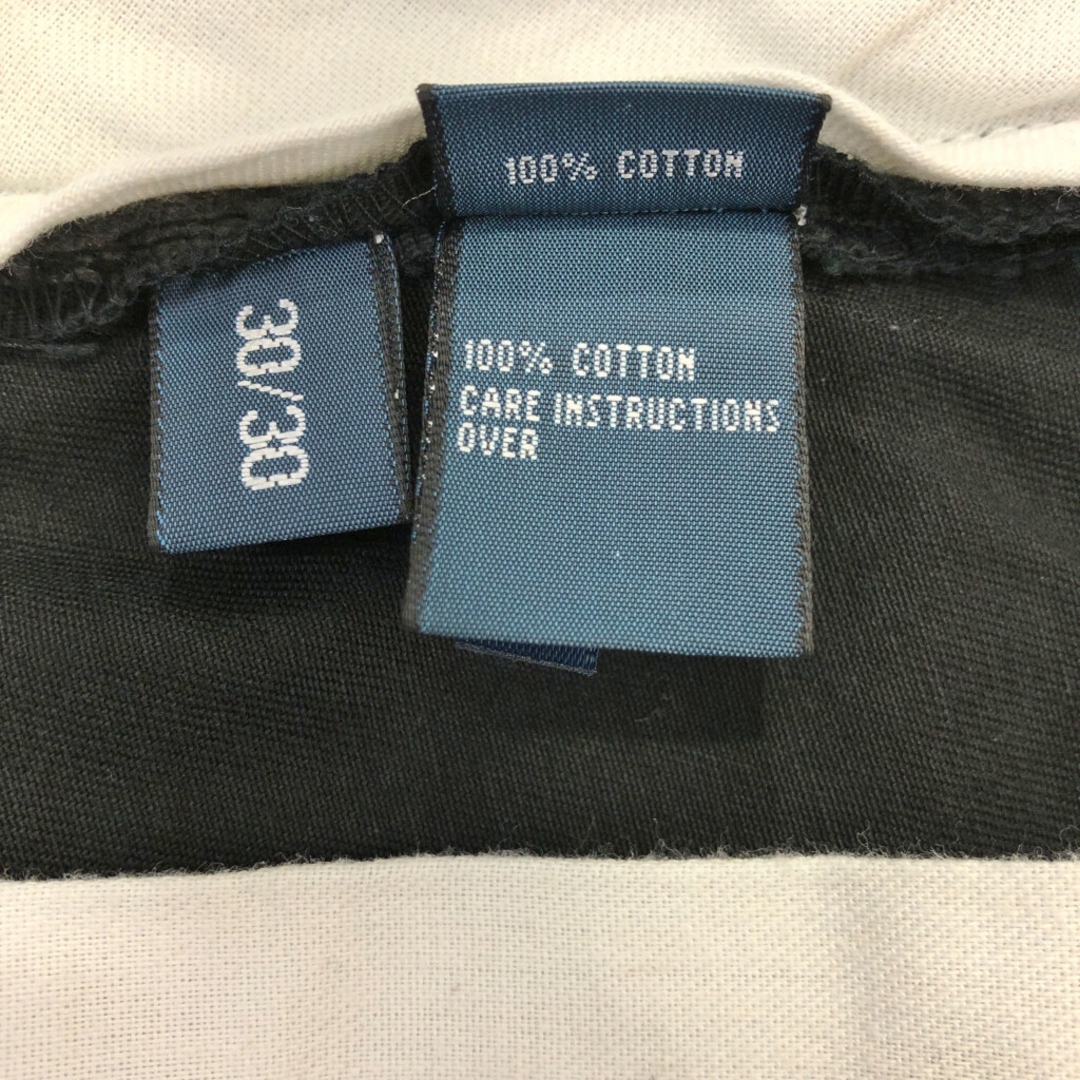 100% COTTON
30/30
100% COTTON
CARE INSTRUCTIONS
OVER